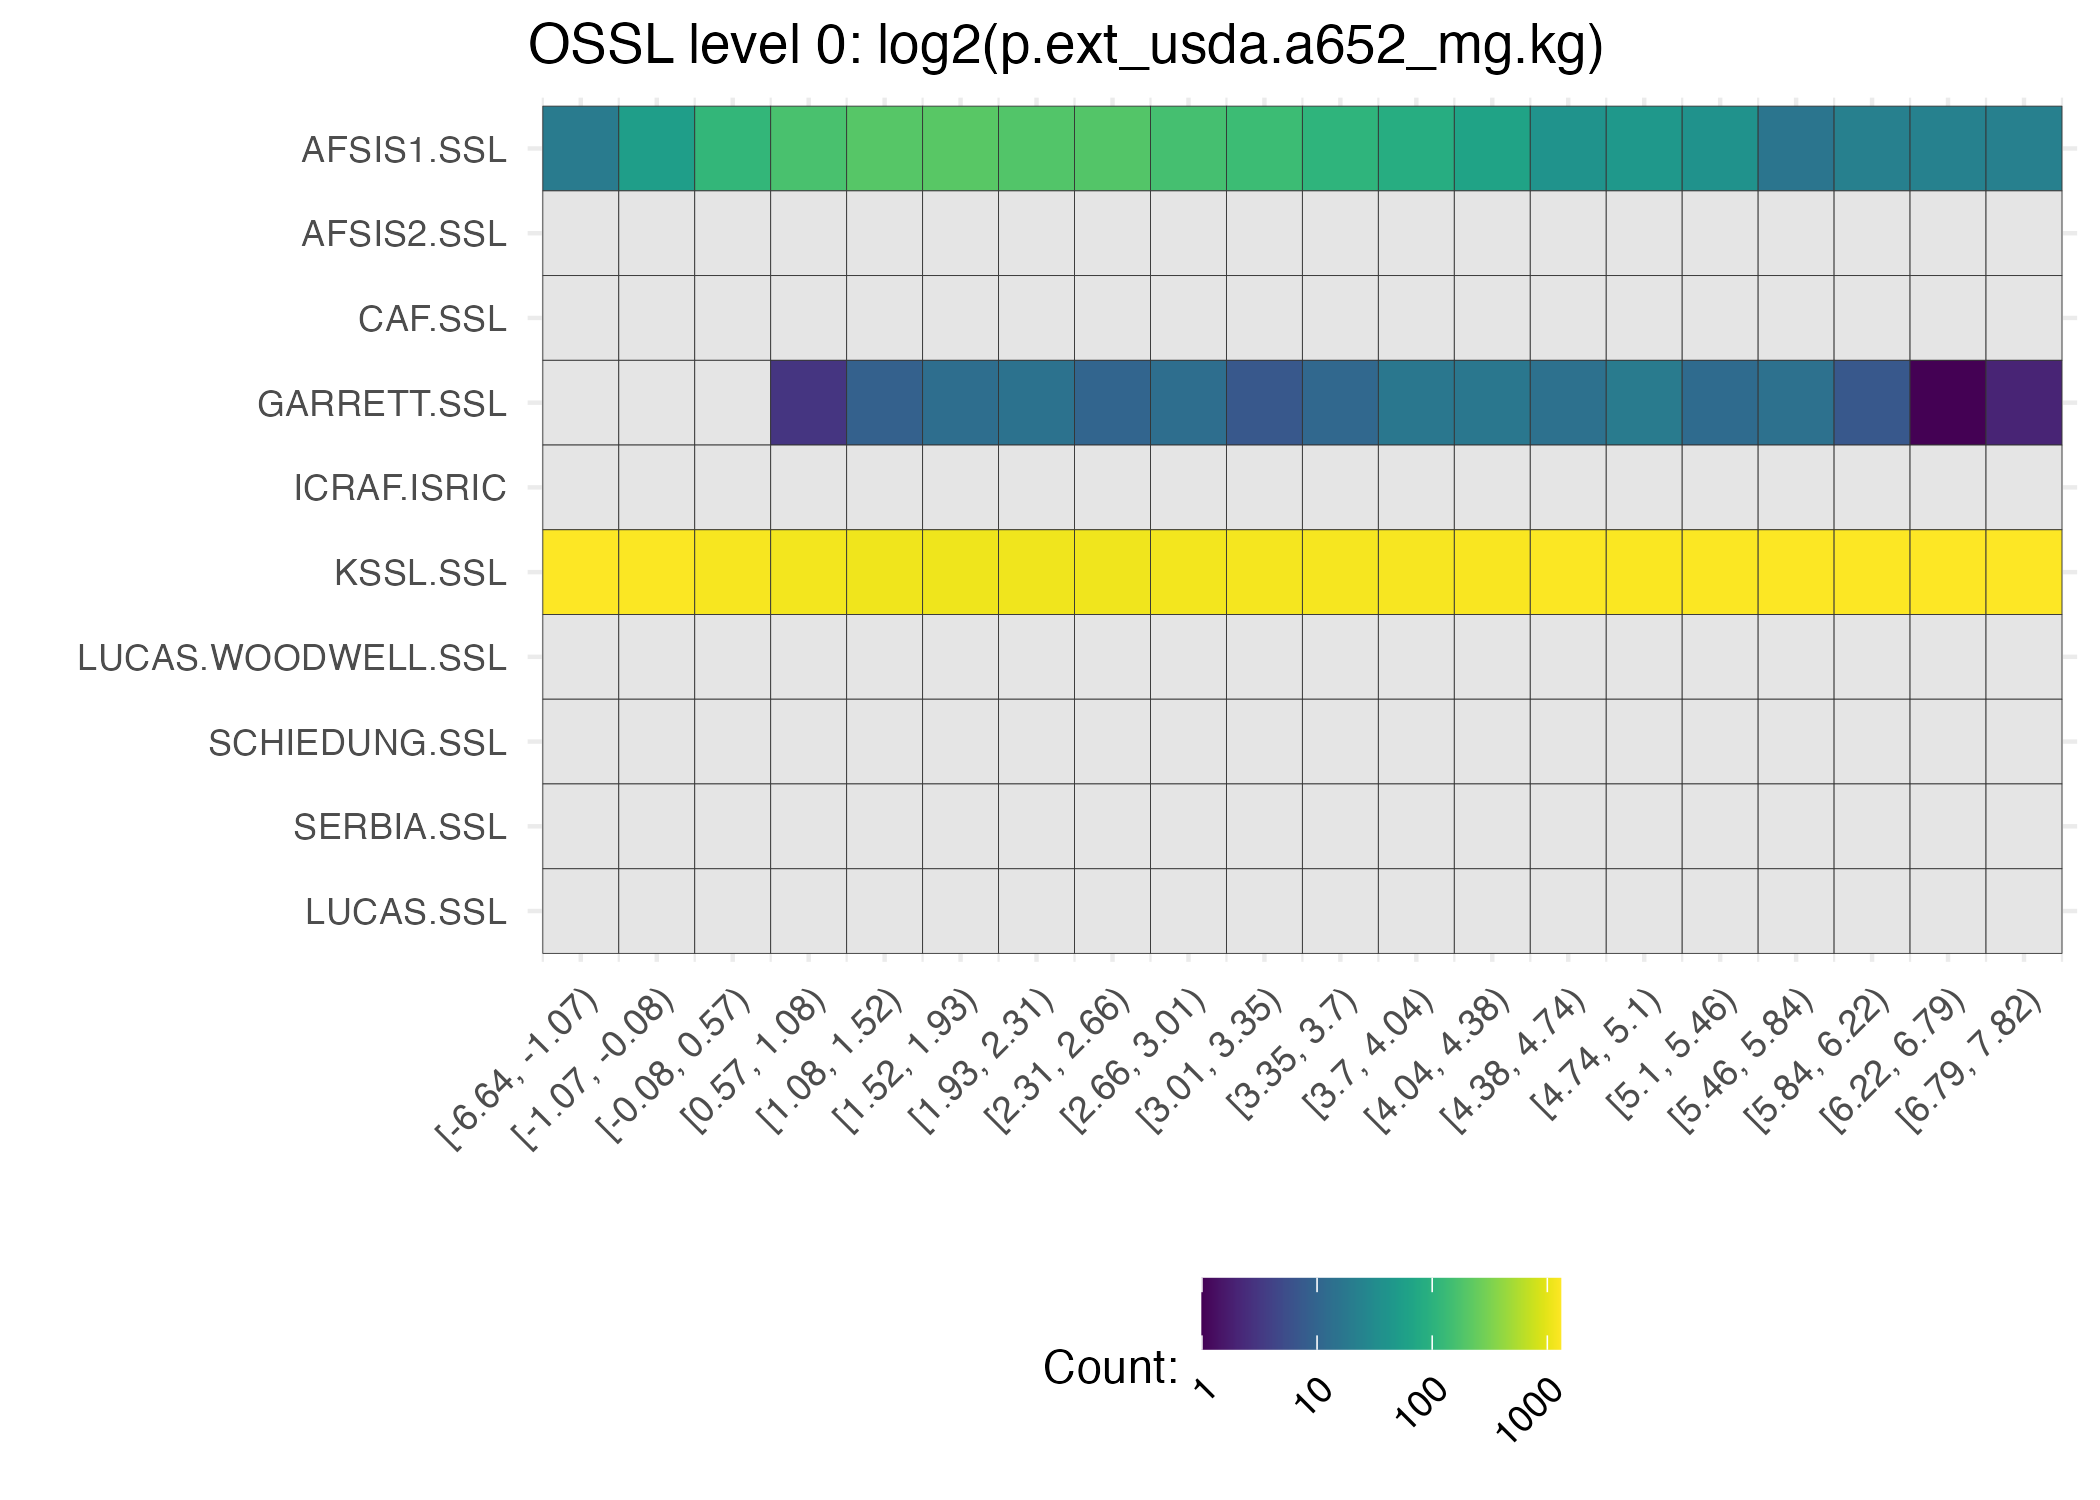 OSSL level 0: log2(p.ext_usda.a652_mg.kg)
AFSIS1.SSL
AFSIS2.SSL
CAF.SSL
GARRETT.SSL
ICRAF.ISRIC
KSSL.SSL
LUCAS.WOODWELL.SSL
SCHIEDUNG.SSL
SERBIA.SSL
LUCAS.SSL
[-6.64, -1.07)
[-1.07, -0.08)
[-0.08, 0.57)
[0.57, 1.08)
[1.08, 1.52)
[1.52, 1.93)
[1.93, 2.31)
[2.31, 2.66)
[2.66, 3.01)
[3.01, 3.35)
[3.35, 3.7)
[3.7, 4.04)
[4.04, 4.38)
[4.38, 4.74)
[4.74, 5.1)
[5.1, 5.46)
[5.46, 5.84)
[5.84, 6.22)
[6.22, 6.79)
[6.79, 7.82)
Count:
1
10
100
1000